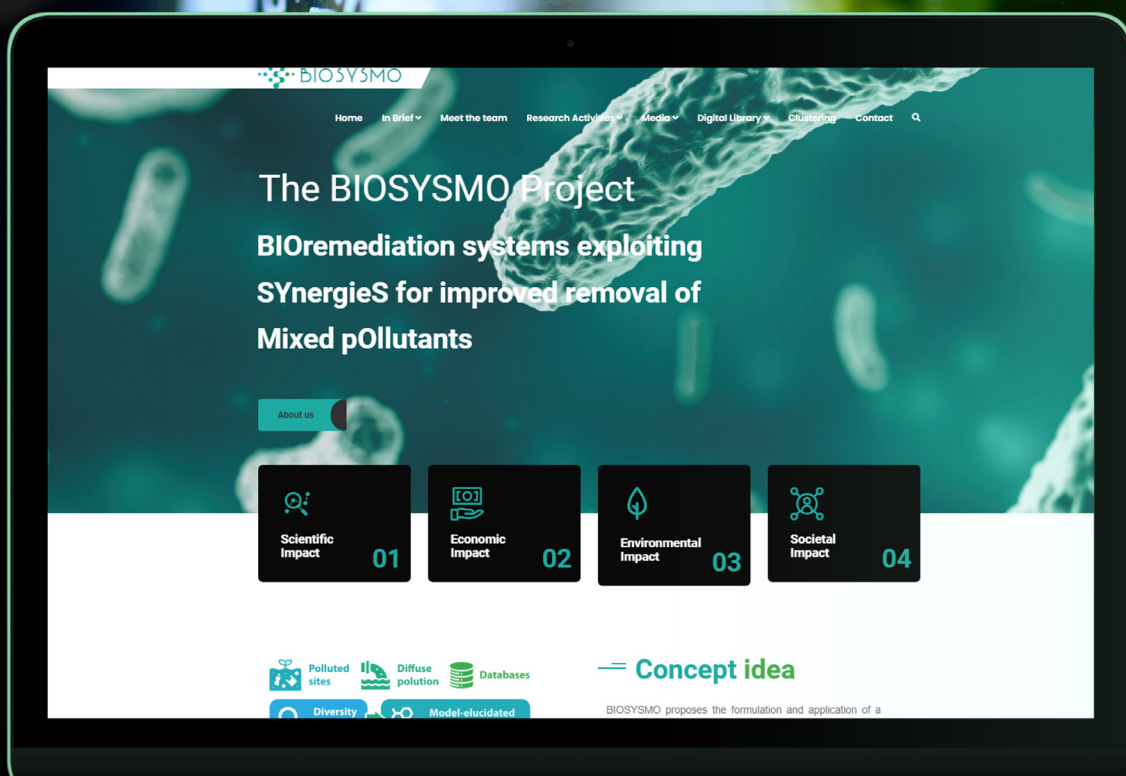 BIOSYSMO
Home In Brief Meet the team Research Activities Media Digital Library Clustering Contact
The BIOSYSMO Project
BIOremediation systems exploiting
SYnergieS for improved removal of
Mixed pOllutants
About us
Scientific
Impact
01
Economic
Impact
02
Environmental
Impact
03
Societal
Impact
04
Polluted
sites
Diffuse
polution
Databases
Diversity
Model-elucidated
Concept idea
BIOSYSMO proposes the formulation and application of a